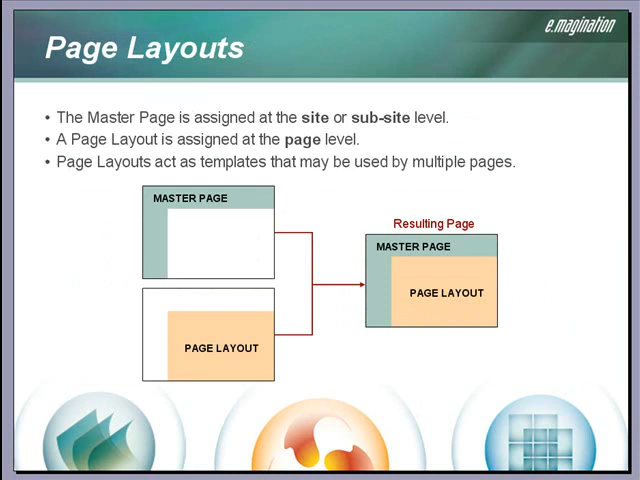 e.magination
Page Layouts
• The Master Page is assigned at the site or sub-site level.
• A Page Layout is assigned at the page level.
• Page Layouts act as templates that may be used by multiple pages.
MASTER PAGE
Resulting Page
MASTER PAGE
PAGE LAYOUT
PAGE LAYOUT